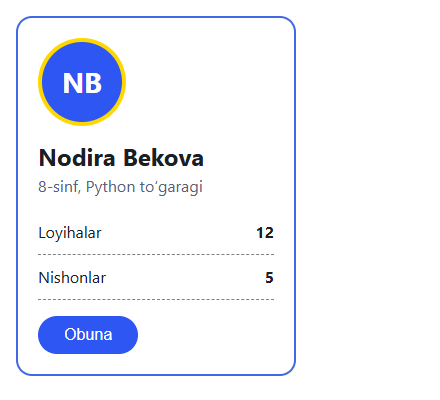 NB
Nodira Bekova
8-sinf, Python to‘garagi
Loyihalar 12
Nishonlar 5
Obuna